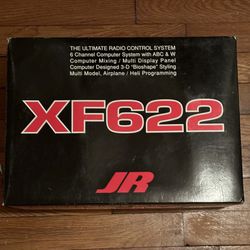 THE ULTIMATE RADIO CONTROL SYSTEM
6 Channel Computer System with ABC & W
Computer Mixing / Multi Display Panel
Computer Designed 3-D "Bioshape" Styling
Multi Model, Airplane / Heli Programming
XF622
JR